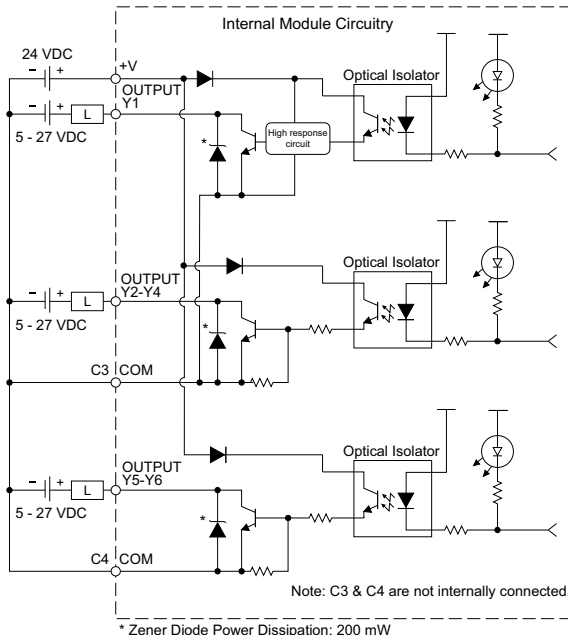 Internal Module Circuitry
24 VDC
− +
+V
OUTPUT
Y1
− +
L
5 - 27 VDC
*
High response
circuit
Optical Isolator
OUTPUT
Y2-Y4
− +
L
5 - 27 VDC
*
C3
COM
Optical Isolator
OUTPUT
Y5-Y6
− +
L
5 - 27 VDC
*
C4
COM
Optical Isolator
Note: C3 & C4 are not internally connected.
* Zener Diode Power Dissipation: 200 mW